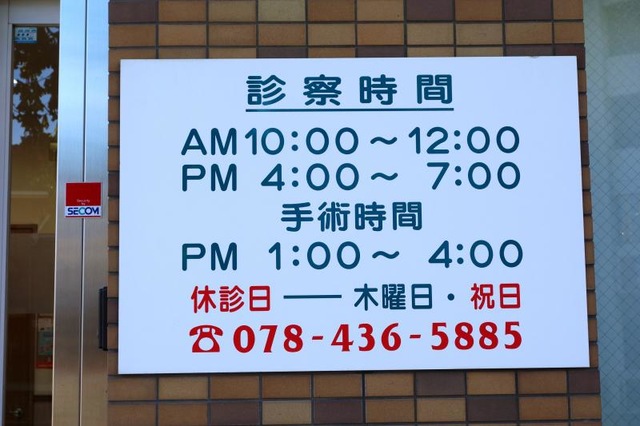 診察時間
AM10:00〜12:00
PM 4:00〜 7:00
手術時間
PM 1:00〜 4:00
休診日 ── 木曜日・祝日
☎078-436-5885
SECOM